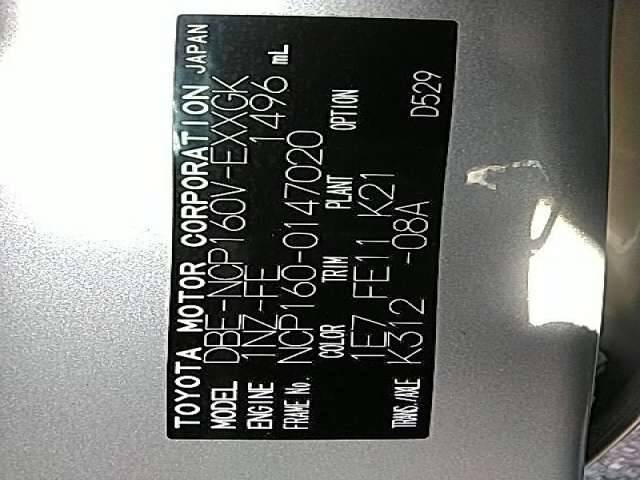 TOYOTA MOTOR CORPORATION JAPAN
MODEL DBE-NCP160V-EXXGK
ENGINE 1NZ-FE 1496 mL
FRAME No. NCP160-0147020
COLOR TRIM PLANT OPTION
1E7 FE11 K21
TRANS./AXLE K312 -08A D529